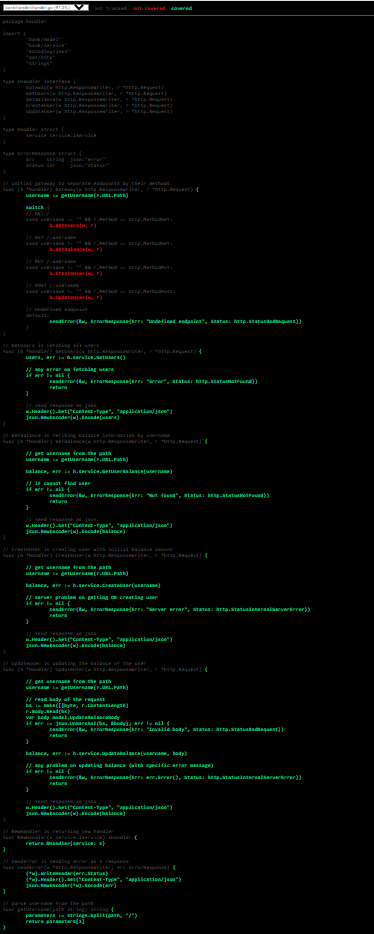 not tracked not covered covered
package handler
import (
"bank/model"
"bank/service"
"encoding/json"
"net/http"
"strings"
)
type IHandler interface {
Gateway(w http.ResponseWriter, r *http.Request)
GetUsers(w http.ResponseWriter, r *http.Request)
GetBalance(w http.ResponseWriter, r *http.Request)
CreateUser(w http.ResponseWriter, r *http.Request)
UpdateUser(w http.ResponseWriter, r *http.Request)
}
type Handler struct {
service service.IService
}
type ErrorResponse struct {
Err string `json:"error"`
Status int `json:"status"`
}
// Initial gateway to separate endpoints by their methods
func (h *Handler) Gateway(w http.ResponseWriter, r *http.Request) {
username := getUsername(r.URL.Path)
switch {
// GET /
case username == "" && r.Method == http.MethodGet:
h.GetUsers(w, r)
// GET /:username
case username != "" && r.Method == http.MethodGet:
h.GetBalance(w, r)
// PUT /:username
case username != "" && r.Method == http.MethodPut:
h.CreateUser(w, r)
// POST /:username
case username != "" && r.Method == http.MethodPost:
h.UpdateUser(w, r)
// Undefined endpoint
default:
sendError(&w, ErrorResponse{Err: "Undefined endpoint", Status: http.StatusBadRequest})
}
}
// GetUsers is fetching all users
func (h *Handler) GetUsers(w http.ResponseWriter, r *http.Request) {
users, err := h.service.GetUsers()
// any error on fetching users
if err != nil {
sendError(&w, ErrorResponse{Err: "Error", Status: http.StatusNotFound})
return
}
// send response as json
w.Header().Set("Content-Type", "application/json")
json.NewEncoder(w).Encode(users)
}
// GetBalance is fetching balance information by username
func (h *Handler) GetBalance(w http.ResponseWriter, r *http.Request) {
// get username from the path
username := getUsername(r.URL.Path)
balance, err := h.service.GetUserBalance(username)
// if cannot find user
if err != nil {
sendError(&w, ErrorResponse{Err: "Not found", Status: http.StatusNotFound})
return
}
// send response as json
w.Header().Set("Content-Type", "application/json")
json.NewEncoder(w).Encode(balance)
}
// CreateUser is creating user with initial balance amount
func (h *Handler) CreateUser(w http.ResponseWriter, r *http.Request) {
// get username from the path
username := getUsername(r.URL.Path)
balance, err := h.service.CreateUser(username)
// server problem on getting OR creating user
if err != nil {
sendError(&w, ErrorResponse{Err: "Server error", Status: http.StatusInternalServerError})
return
}
// send response as json
w.Header().Set("Content-Type", "application/json")
json.NewEncoder(w).Encode(balance)
}
// UpdateUser is updating the balance of the user
func (h *Handler) UpdateUser(w http.ResponseWriter, r *http.Request) {
// get username from the path
username := getUsername(r.URL.Path)
// read body of the request
bs := make([]byte, r.ContentLength)
r.Body.Read(bs)
var body model.UpdateBalanceBody
if err := json.Unmarshal(bs, &body); err != nil {
sendError(&w, ErrorResponse{Err: "Invalid body", Status: http.StatusBadRequest})
return
}
balance, err := h.service.UpdateBalance(username, body)
// any problem on updating balance (with specific error message)
if err != nil {
sendError(&w, ErrorResponse{Err: err.Error(), Status: http.StatusInternalServerError})
return
}
// send response as json
w.Header().Set("Content-Type", "application/json")
json.NewEncoder(w).Encode(balance)
}
// NewHandler is returning new handler
func NewHandler(s service.IService) IHandler {
return &Handler{service: s}
}
// sendError is sending error as a response
func sendError(w *http.ResponseWriter, err ErrorResponse) {
(*w).WriteHeader(err.Status)
(*w).Header().Set("Content-Type", "application/json")
json.NewEncoder(*w).Encode(err)
}
// parse username from the path
func getUsername(path string) string {
parameters := strings.Split(path, "/")
return parameters[1]
}